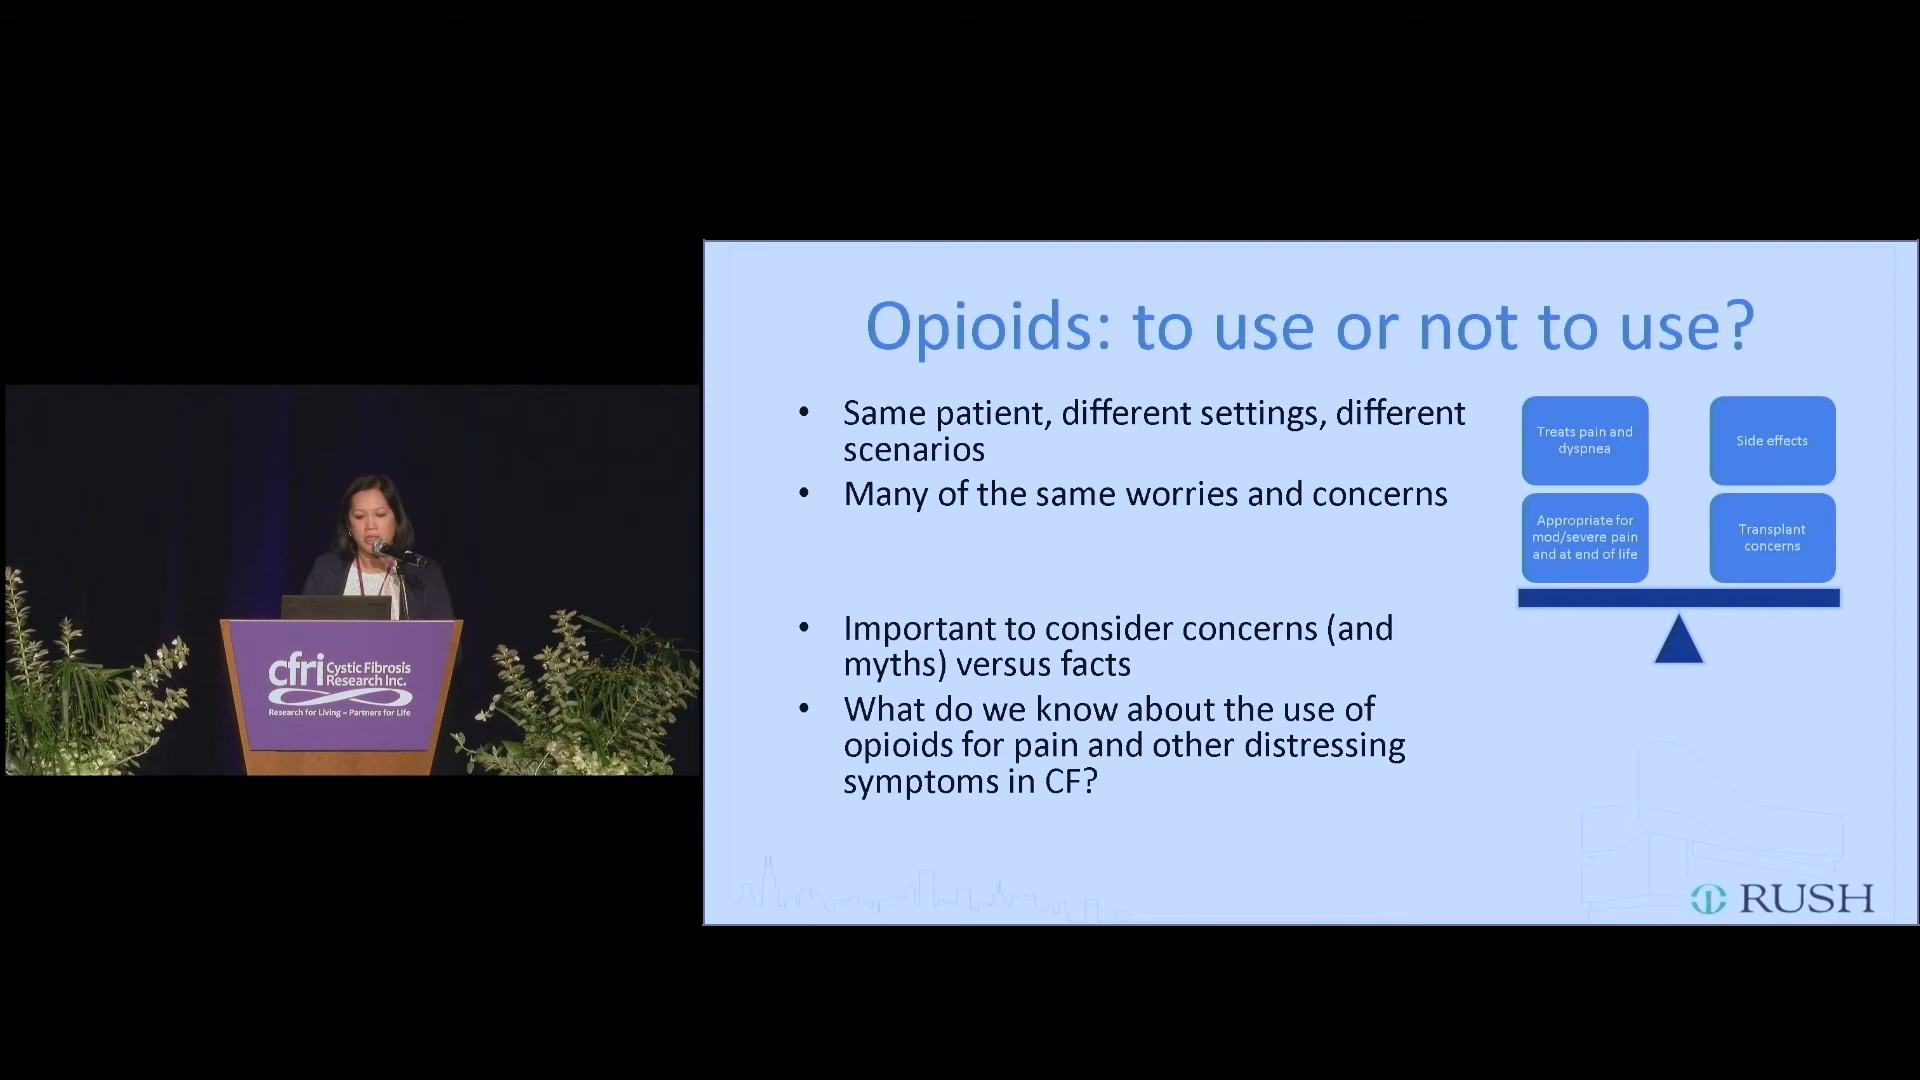 cfri Cystic Fibrosis
Research Inc.
Research for Living – Partners for Life
Opioids: to use or not to use?
• Same patient, different settings, different
scenarios
• Many of the same worries and concerns
• Important to consider concerns (and
myths) versus facts
• What do we know about the use of
opioids for pain and other distressing
symptoms in CF?
Treats pain and
dyspnea
Side effects
Appropriate for
mod/severe pain
and at end of life
Transplant
concerns
RUSH